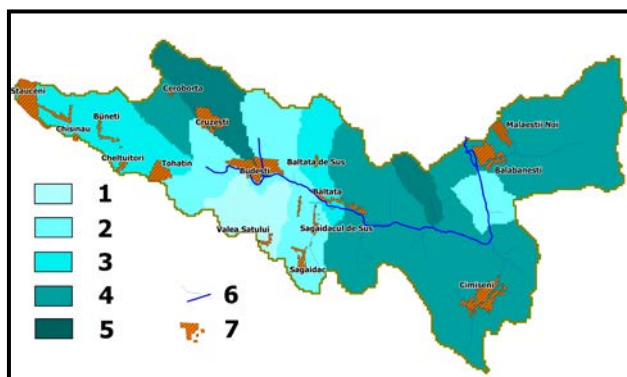 Stauceni
Ceroborta
Buneti
Cruzesti
Chisinau
Malaestii Noi
Cheltuitori
Tohatin
Baltata de Sus
Budesti
Balabanesti
Baltata
Valea Satului
Sagaidacul de Sus
Sagaidac
Cimiseni
1
2
3
4
5
6
7